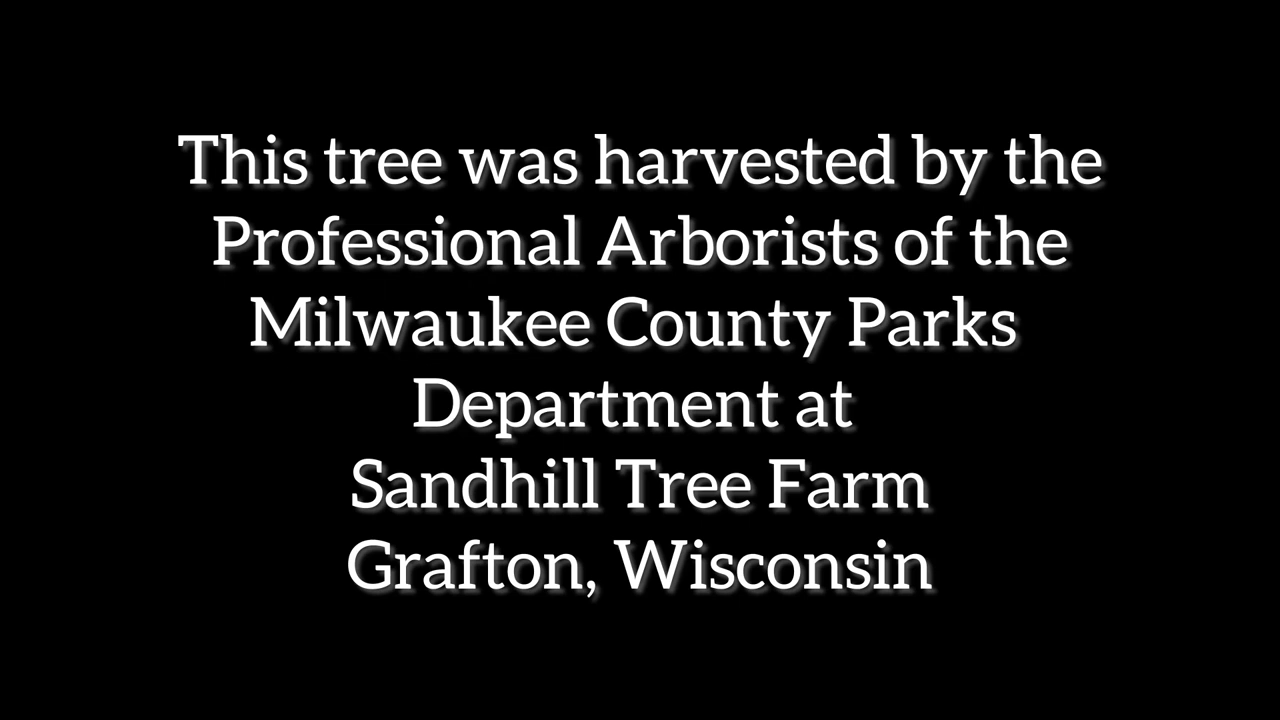 This tree was harvested by the
Professional Arborists of the
Milwaukee County Parks
Department at
Sandhill Tree Farm
Grafton, Wisconsin